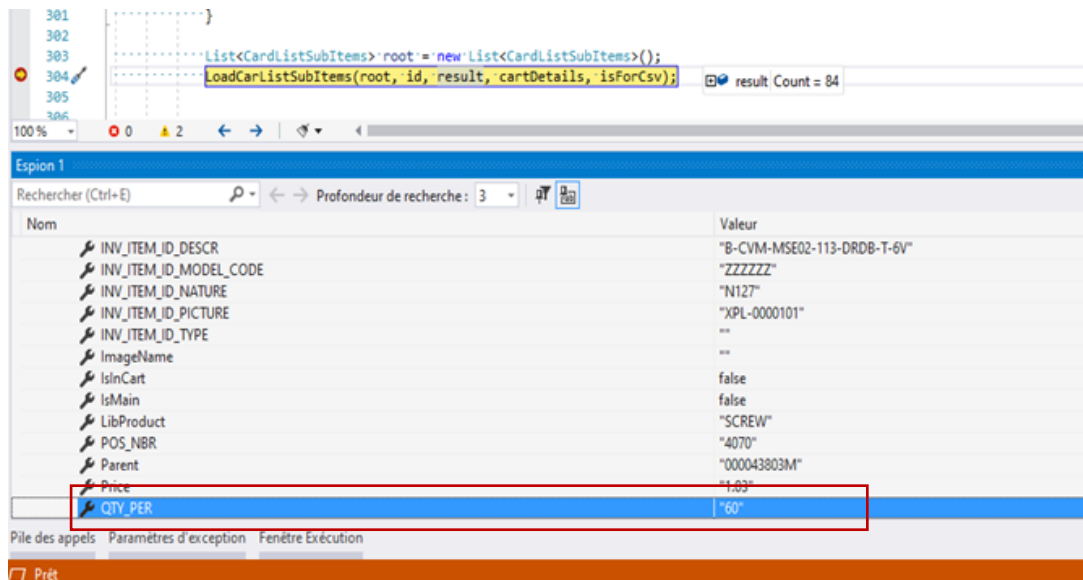 301 }
302
303 List<CardListSubItems> root = new List<CardListSubItems>();
304 LoadCarListSubItems(root, id, result, cartDetails, isForCsv); result Count = 84
305
306
100 % 0 2
Espion 1
Rechercher (Ctrl+E) Profondeur de recherche : 3
Nom Valeur
INV_ITEM_ID_DESCR "B-CVM-MSE02-113-DRDB-T-6V"
INV_ITEM_ID_MODEL_CODE "ZZZZZZ"
INV_ITEM_ID_NATURE "N127"
INV_ITEM_ID_PICTURE "XPL-0000101"
INV_ITEM_ID_TYPE ""
ImageName ""
IsInCart false
IsMain false
LibProduct "SCREW"
POS_NBR "4070"
Parent "000043803M"
Price "1.03"
QTY_PER "60"
Pile des appels Paramètres d'exception Fenêtre Exécution
Prêt